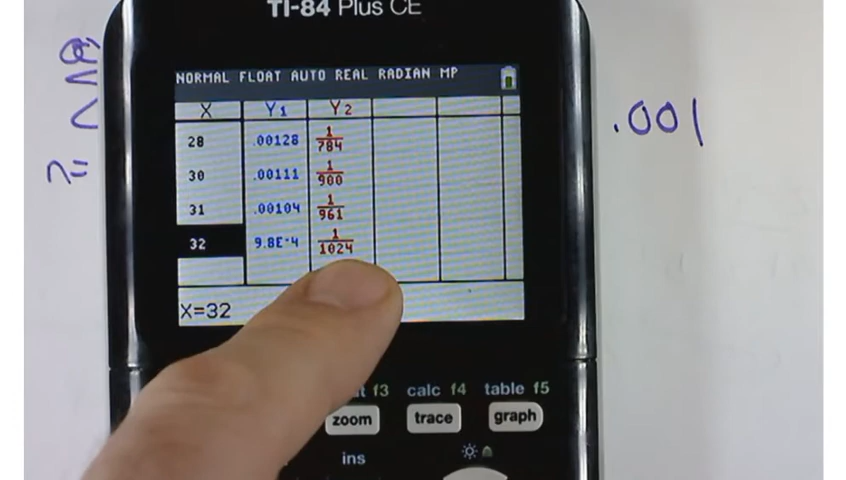 TI-84 Plus CE
NORMAL FLOAT AUTO REAL RADIAN MP
X Y1 Y2
28 .00128 1/784
30 .00111 1/900
31 .00104 1/961
32 9.8E-4 1/1024
X=32
.001
f3 calc f4 table f5
zoom trace graph
ins